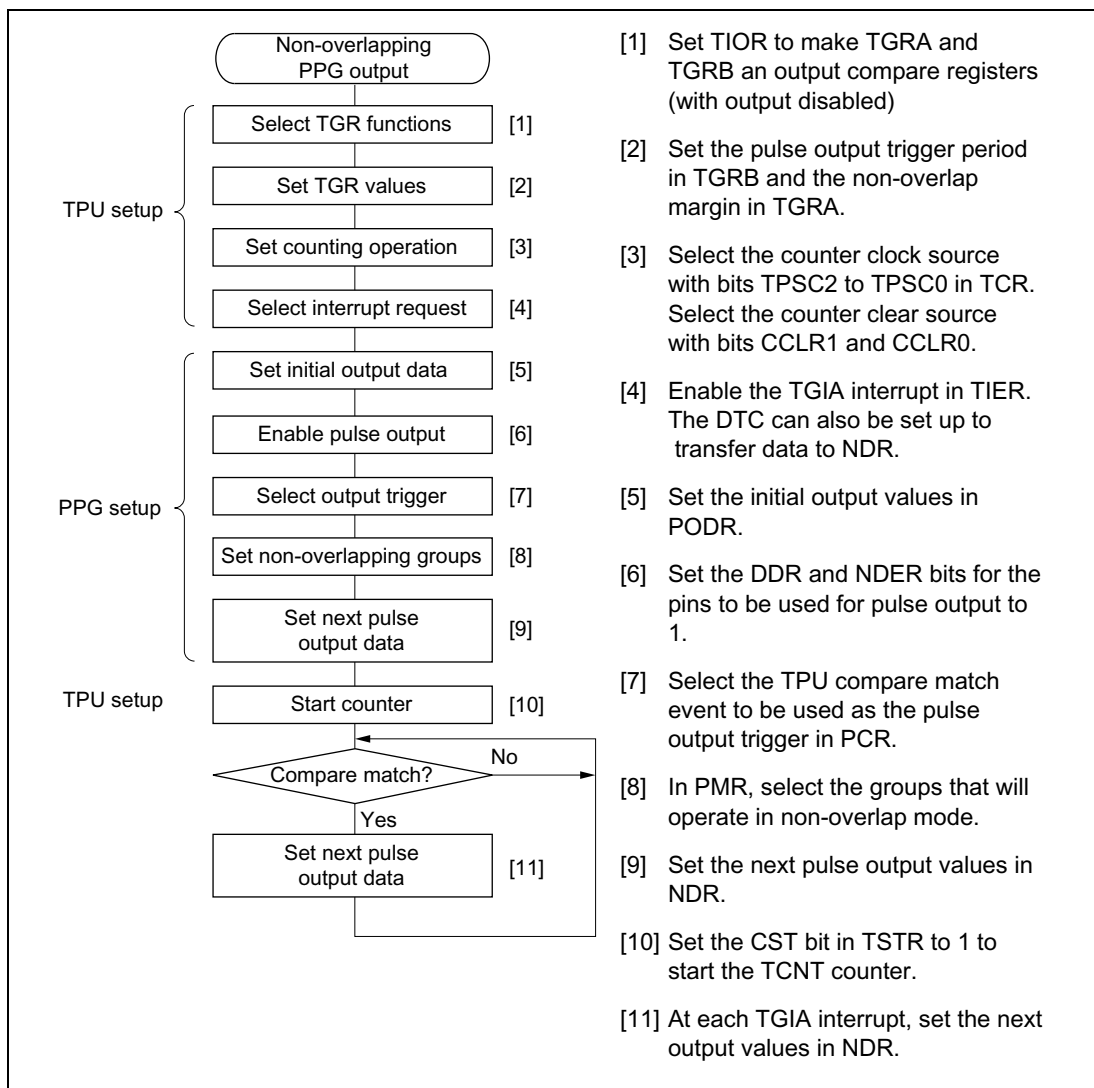 Non-overlapping
PPG output
Select TGR functions [1]
Set TGR values [2]
TPU setup
Set counting operation [3]
Select interrupt request [4]
Set initial output data [5]
Enable pulse output [6]
Select output trigger [7]
PPG setup
Set non-overlapping groups [8]
Set next pulse
output data [9]
TPU setup
Start counter [10]
Compare match?
No
Yes
Set next pulse
output data [11]
[1] Set TIOR to make TGRA and
TGRB an output compare registers
(with output disabled)
[2] Set the pulse output trigger period
in TGRB and the non-overlap
margin in TGRA.
[3] Select the counter clock source
with bits TPSC2 to TPSC0 in TCR.
Select the counter clear source
with bits CCLR1 and CCLR0.
[4] Enable the TGIA interrupt in TIER.
The DTC can also be set up to
transfer data to NDR.
[5] Set the initial output values in
PODR.
[6] Set the DDR and NDER bits for the
pins to be used for pulse output to
1.
[7] Select the TPU compare match
event to be used as the pulse
output trigger in PCR.
[8] In PMR, select the groups that will
operate in non-overlap mode.
[9] Set the next pulse output values in
NDR.
[10] Set the CST bit in TSTR to 1 to
start the TCNT counter.
[11] At each TGIA interrupt, set the next
output values in NDR.